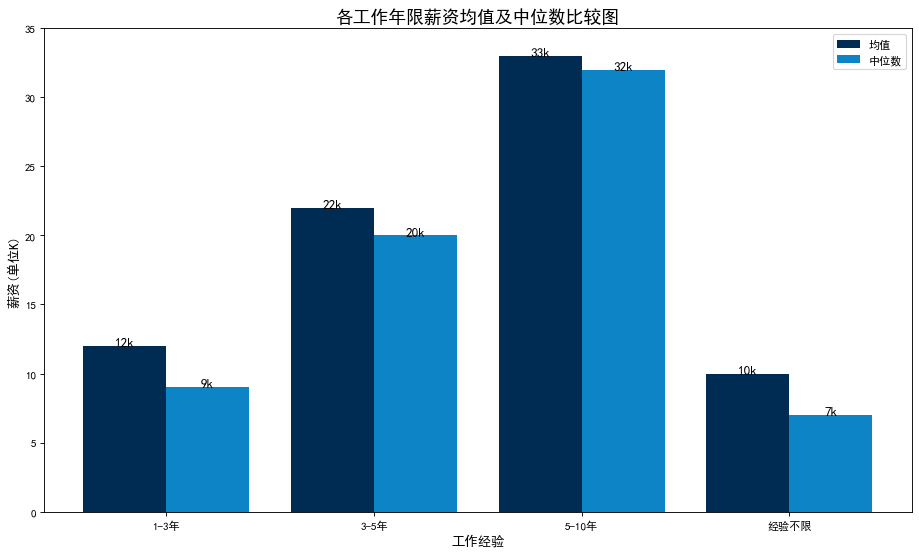 各工作年限薪资均值及中位数比较图
均值
中位数
35
30
25
20
15
10
5
0
薪资(单位K)
12k
9k
22k
20k
33k
32k
10k
7k
1-3年
3-5年
5-10年
经验不限
工作经验